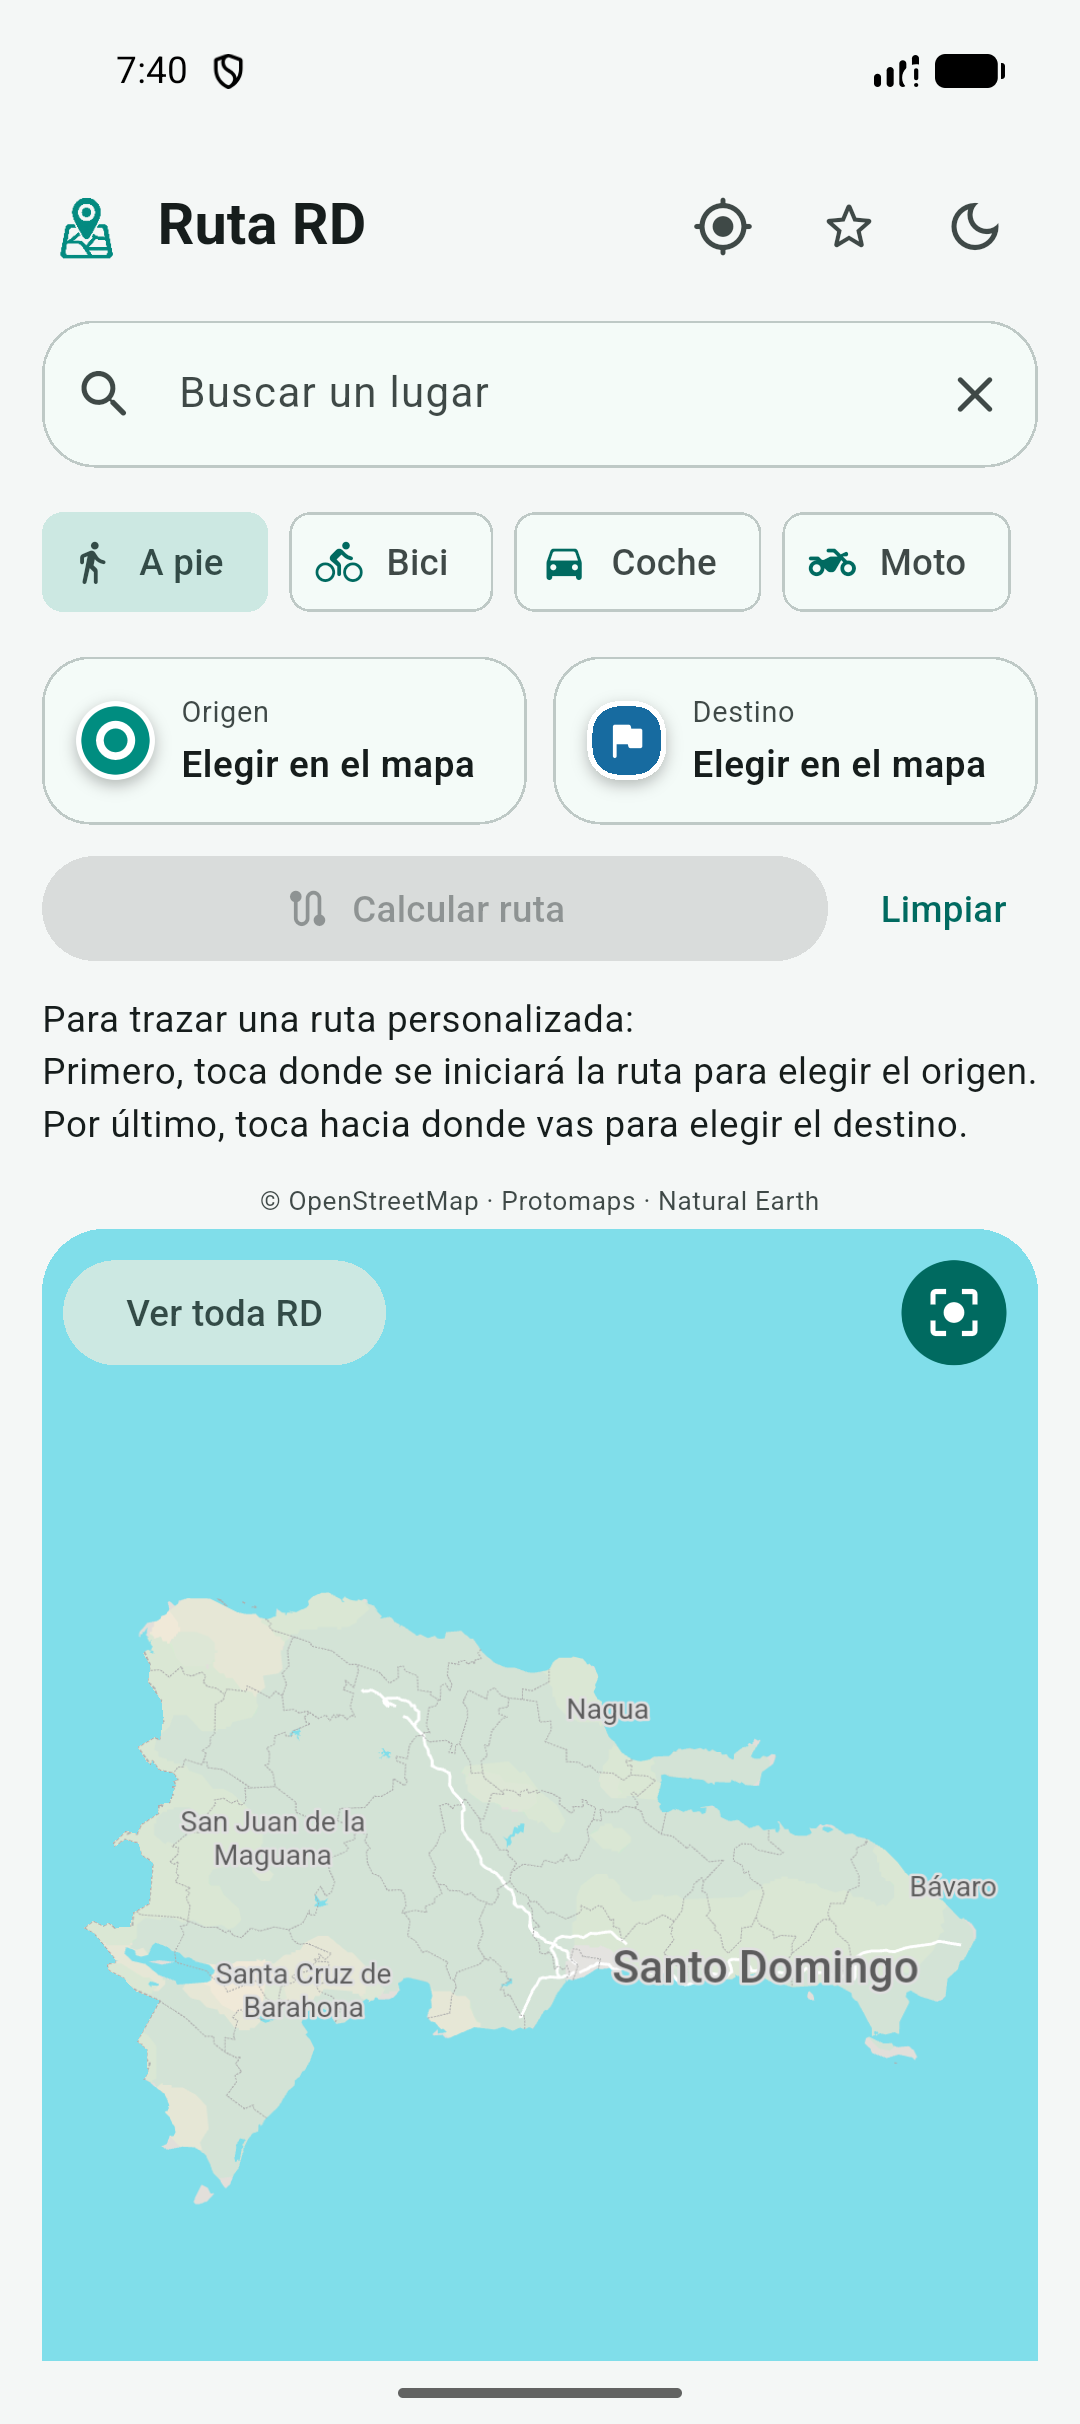 7:40
Ruta RD
Buscar un lugar
A pie
Bici
Coche
Moto
Origen
Elegir en el mapa
Destino
Elegir en el mapa
Calcular ruta
Limpiar
Para trazar una ruta personalizada:
Primero, toca donde se iniciará la ruta para elegir el origen.
Por último, toca hacia donde vas para elegir el destino.
© OpenStreetMap · Protomaps · Natural Earth
Ver toda RD
Nagua
San Juan de la
Maguana
Bávaro
Santo Domingo
Santa Cruz de
Barahona